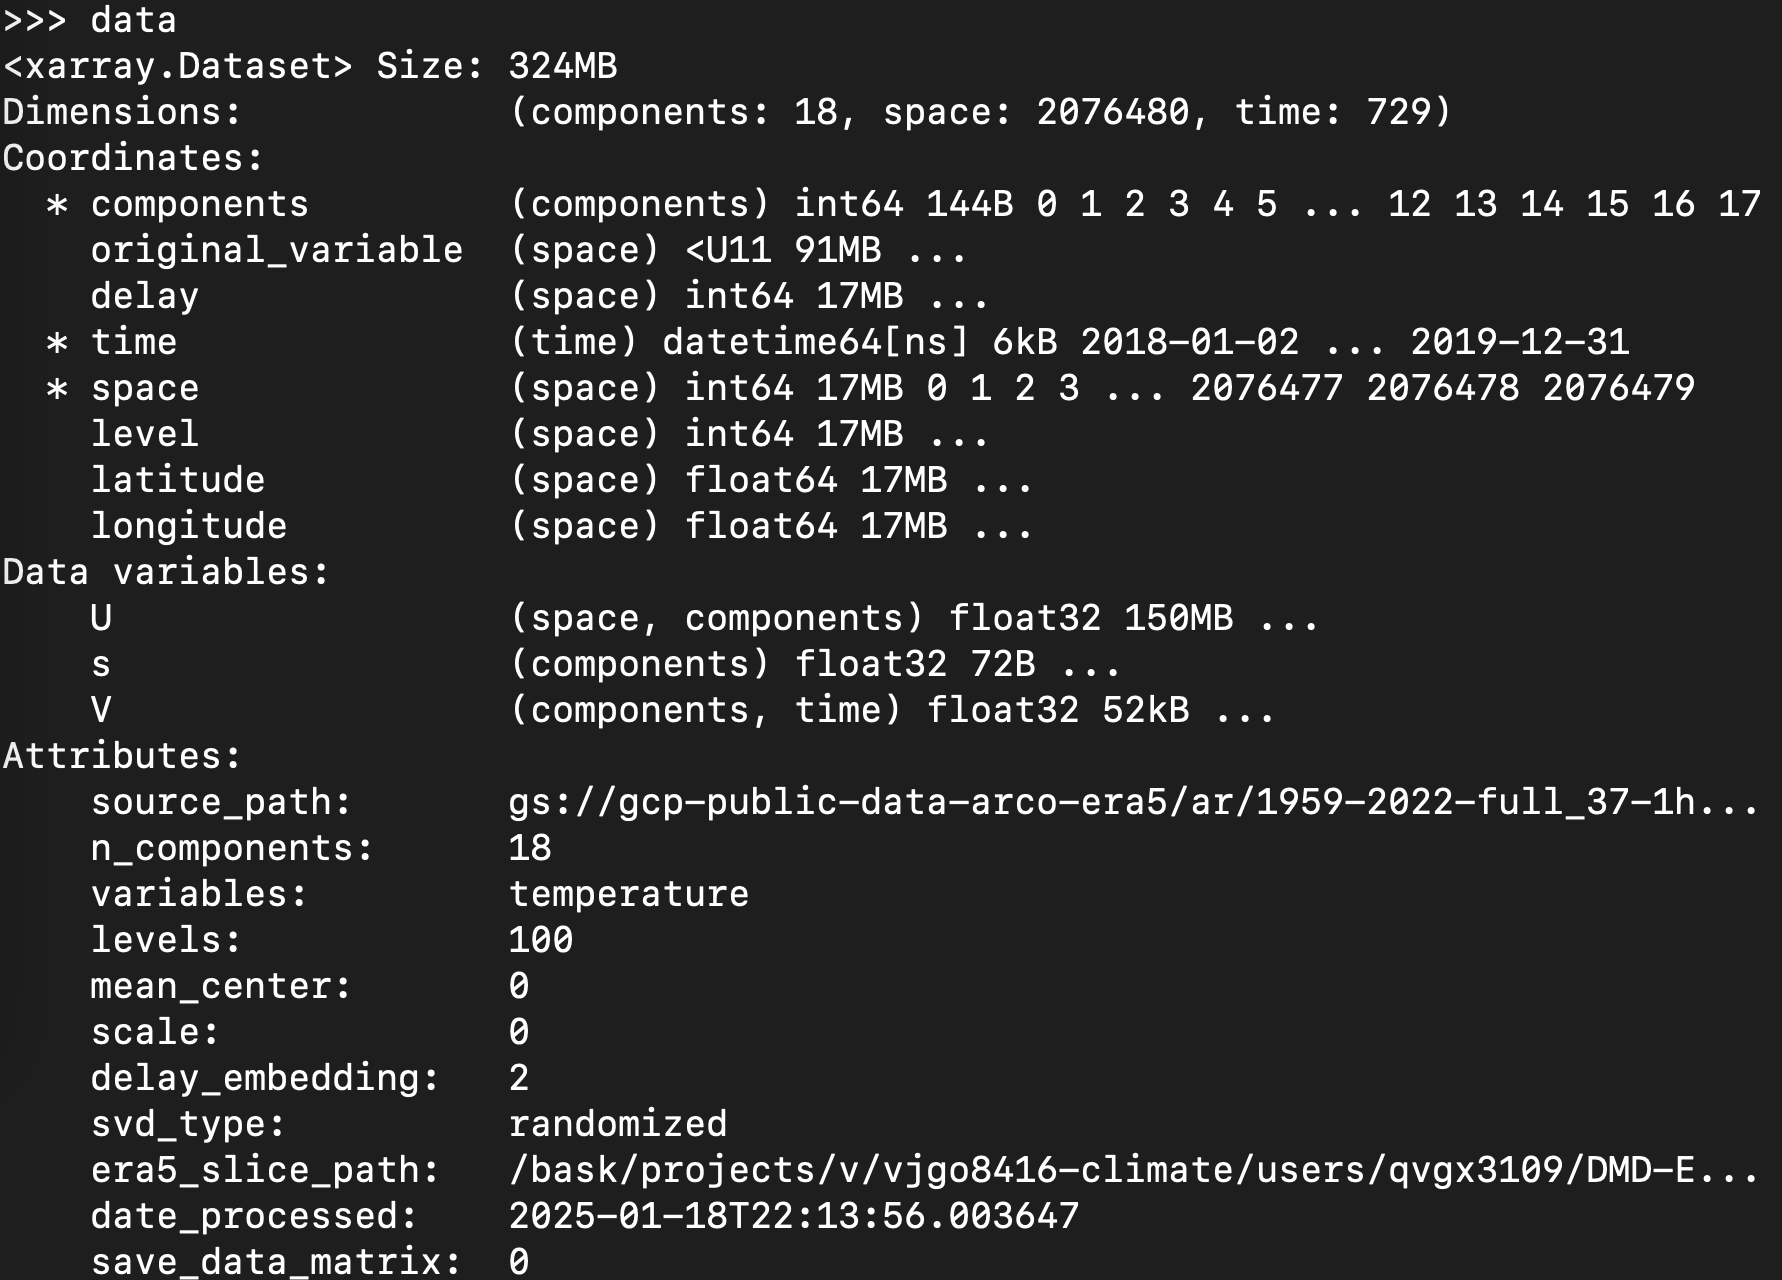 >>> data
<xarray.Dataset> Size: 324MB
Dimensions:            (components: 18, space: 2076480, time: 729)
Coordinates:
  * components         (components) int64 144B 0 1 2 3 4 5 ... 12 13 14 15 16 17
    original_variable  (space) <U11 91MB ...
    delay              (space) int64 17MB ...
  * time               (time) datetime64[ns] 6kB 2018-01-02 ... 2019-12-31
  * space              (space) int64 17MB 0 1 2 3 ... 2076477 2076478 2076479
    level              (space) int64 17MB ...
    latitude           (space) float64 17MB ...
    longitude          (space) float64 17MB ...
Data variables:
    U                  (space, components) float32 150MB ...
    s                  (components) float32 72B ...
    V                  (components, time) float32 52kB ...
Attributes:
    source_path:       gs://gcp-public-data-arco-era5/ar/1959-2022-full_37-1h...
    n_components:      18
    variables:         temperature
    levels:            100
    mean_center:       0
    scale:             0
    delay_embedding:   2
    svd_type:          randomized
    era5_slice_path:   /bask/projects/v/vjgo8416-climate/users/qvgx3109/DMD-E...
    date_processed:    2025-01-18T22:13:56.003647
    save_data_matrix:  0